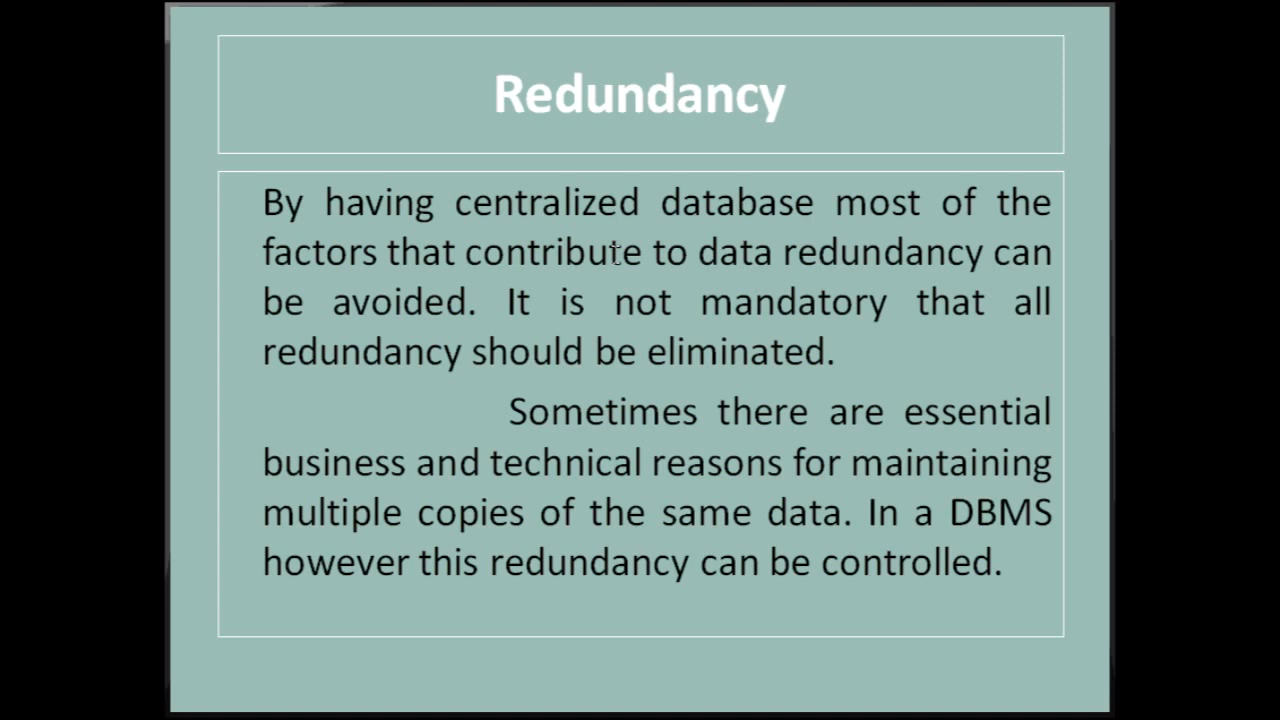 Redundancy
By having centralized database most of the
factors that contribute to data redundancy can
be avoided. It is not mandatory that all
redundancy should be eliminated.
Sometimes there are essential
business and technical reasons for maintaining
multiple copies of the same data. In a DBMS
however this redundancy can be controlled.